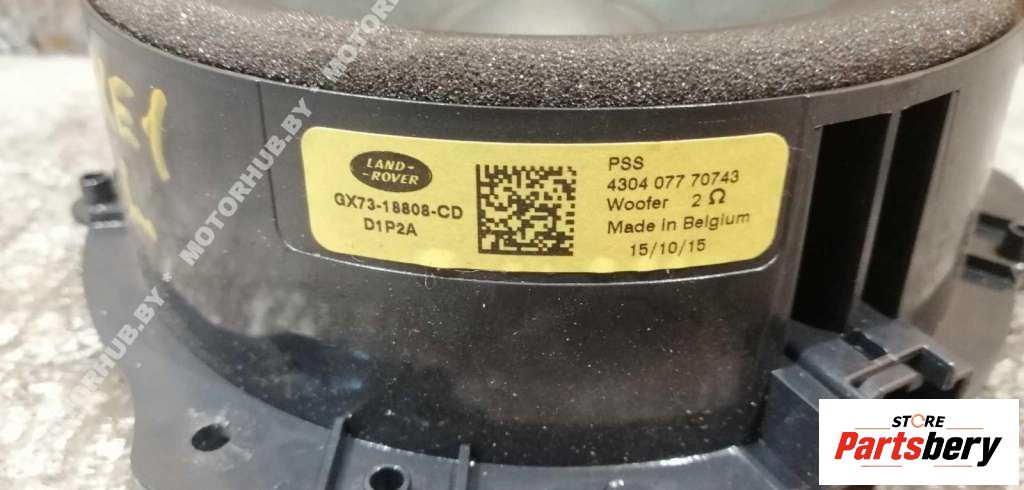 MOTORHUB.BY * MOTORHUB.BY
LAND-
-ROVER
GX73-18808-CD
D1P2A
PSS
4304 077 70743
Woofer 2 Ω
Made in Belgium
15/10/15
STORE
Partsbery